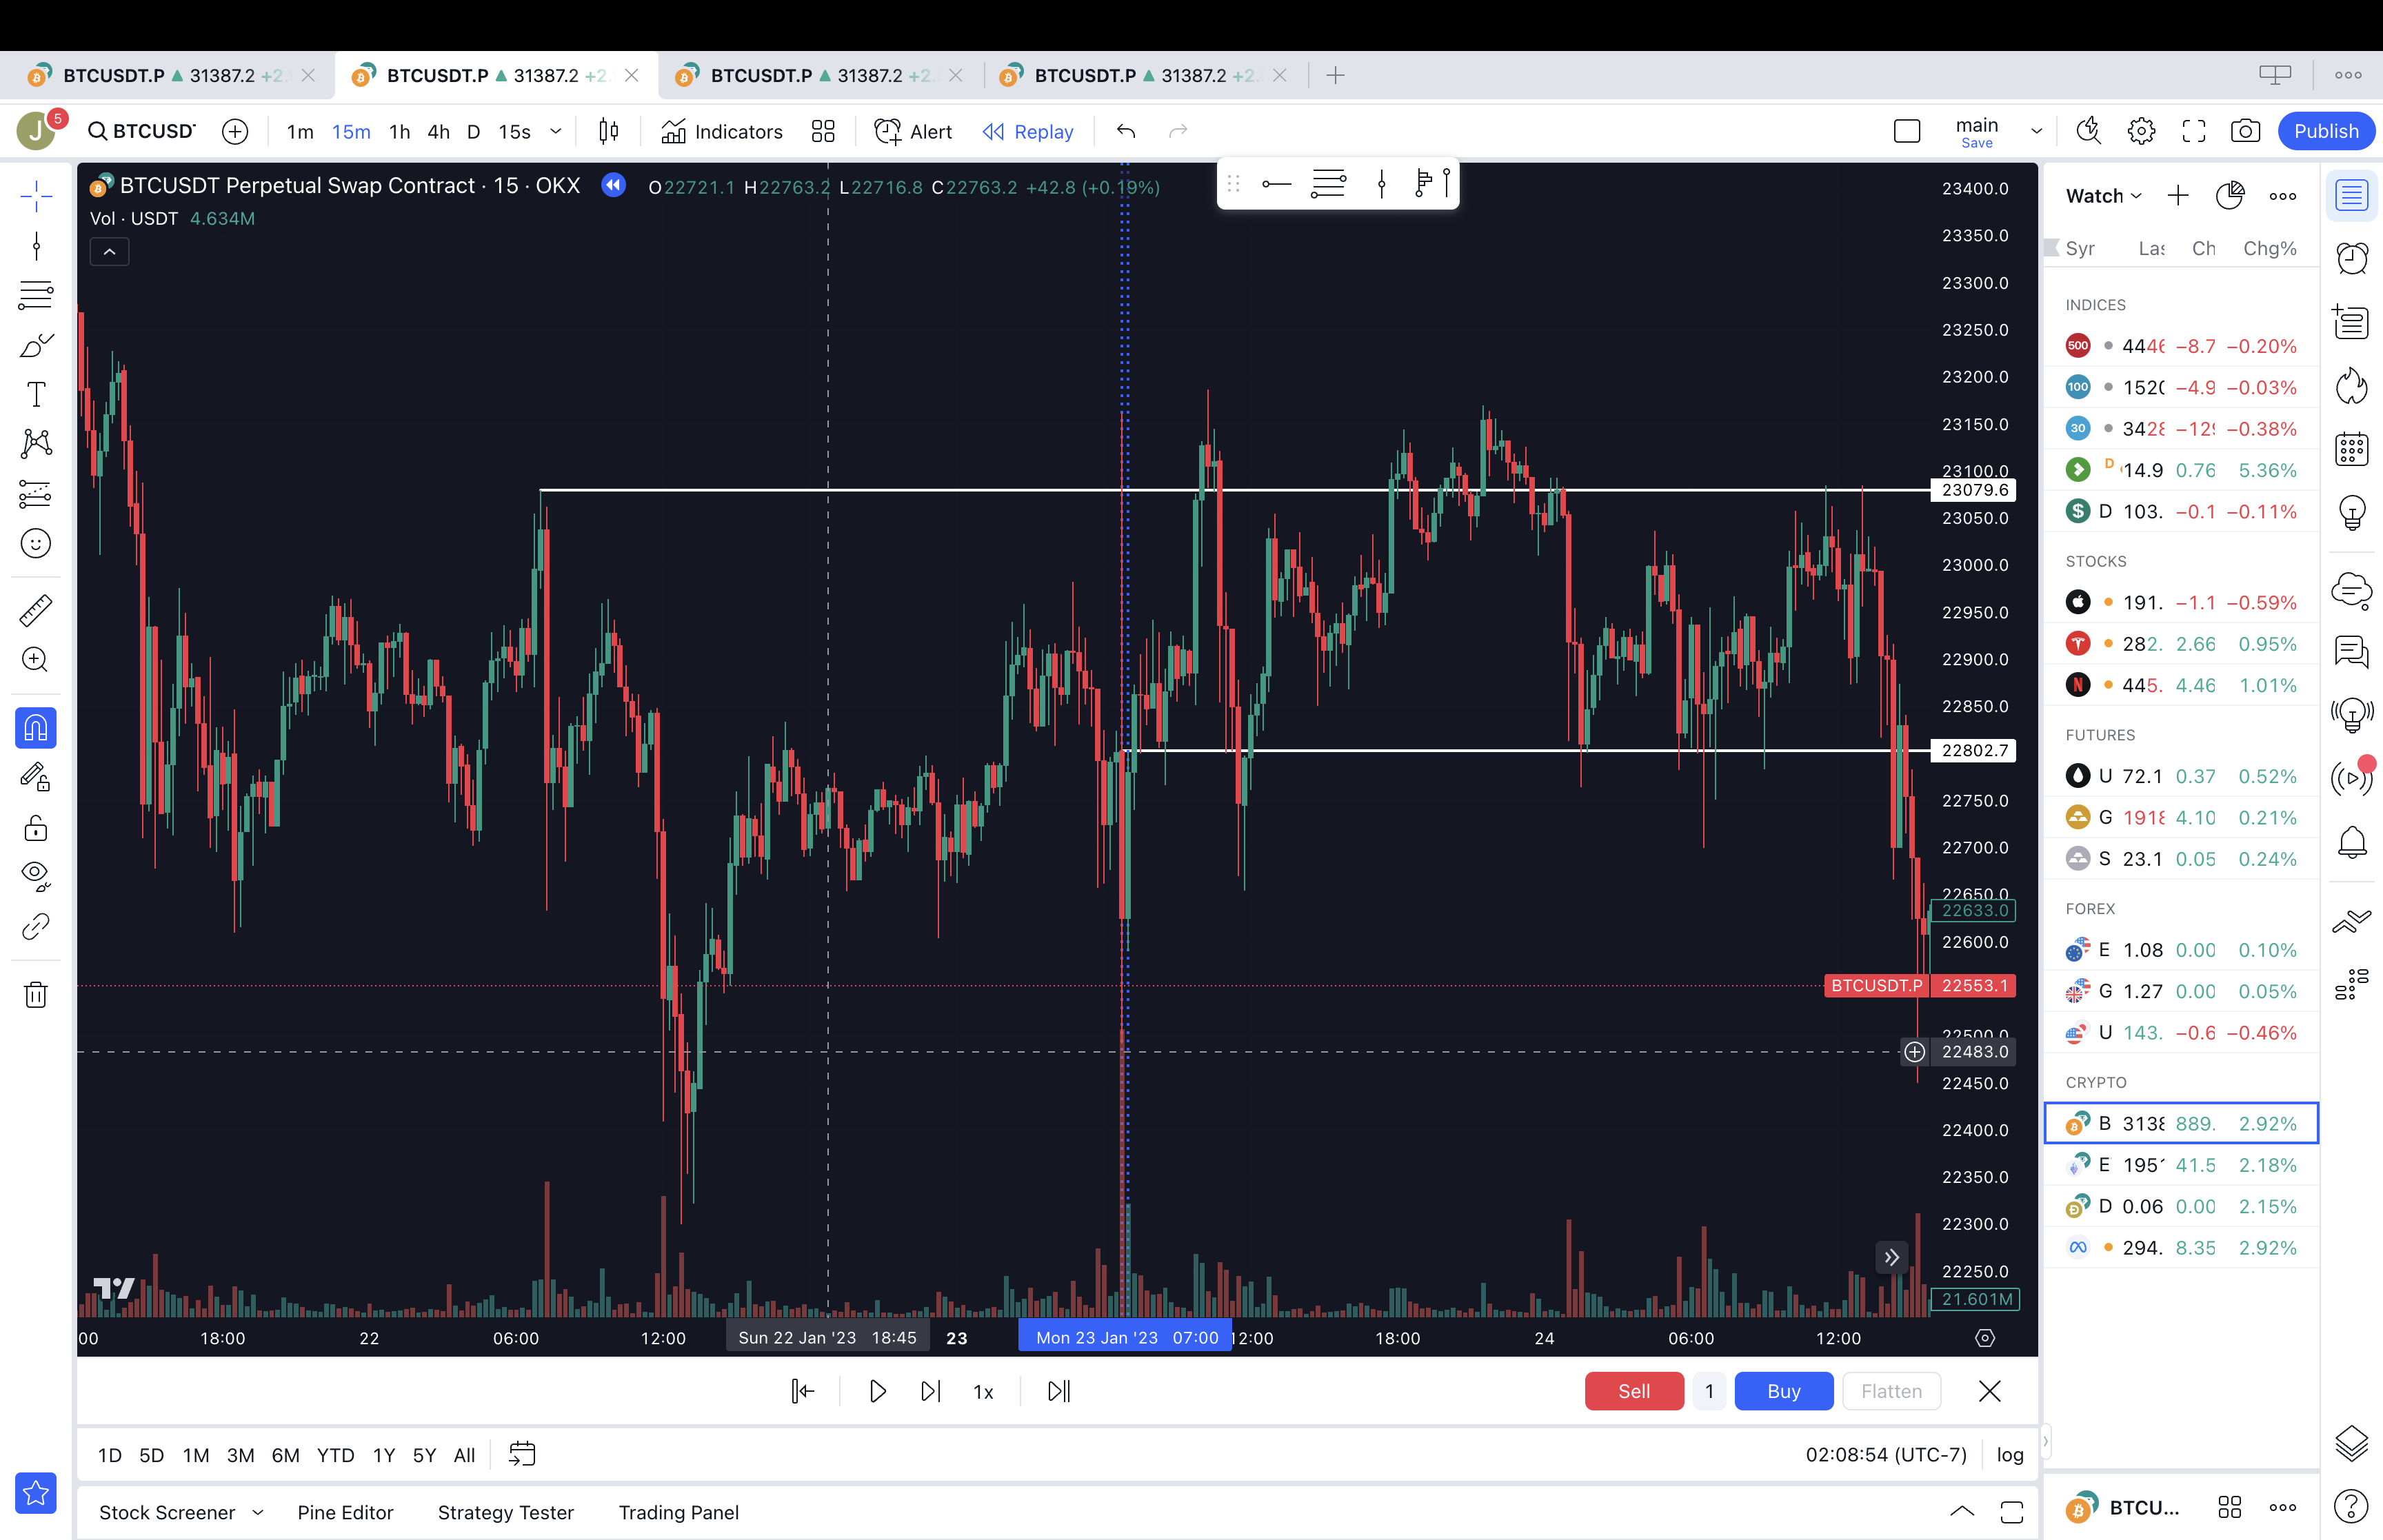 BTCUSDT.P ▲ 31387.2 +2.
BTCUSDT.P ▲ 31387.2 +2.
BTCUSDT.P ▲ 31387.2 +2.
BTCUSDT.P ▲ 31387.2 +2.
J 5 BTCUSD 1m 15m 1h 4h D 15s Indicators Alert Replay main Save Publish
BTCUSDT Perpetual Swap Contract · 15 · OKX O22721.1 H22763.2 L22716.8 C22763.2 +42.8 (+0.19%)
Vol · USDT 4.634M
23400.0
23350.0
23300.0
23250.0
23200.0
23150.0
23100.0
23079.6
23050.0
23000.0
22950.0
22900.0
22850.0
22802.7
22750.0
22700.0
22650.0
22633.0
22600.0
BTCUSDT.P 22553.1
22500.0
22483.0
22450.0
22400.0
22350.0
22300.0
22250.0
21.601M
00 18:00 22 06:00 12:00 Sun 22 Jan '23 18:45 23 Mon 23 Jan '23 07:00 12:00 18:00 24 06:00 12:00
1x Sell 1 Buy Flatten
1D 5D 1M 3M 6M YTD 1Y 5Y All 02:08:54 (UTC-7) log
Stock Screener Pine Editor Strategy Tester Trading Panel
Watch
Syr Las Ch Chg%
INDICES
500 4446 −8.7 −0.20%
100 1520 −4.9 −0.03%
30 3428 −129 −0.38%
D 14.9 0.76 5.36%
$ D 103. −0.1 −0.11%
STOCKS
191. −1.1 −0.59%
282. 2.66 0.95%
445. 4.46 1.01%
FUTURES
U 72.1 0.37 0.52%
G 1918 4.10 0.21%
S 23.1 0.05 0.24%
FOREX
E 1.08 0.00 0.10%
G 1.27 0.00 0.05%
U 143. −0.6 −0.46%
CRYPTO
B 3138 889. 2.92%
E 195 41.5 2.18%
D 0.06 0.00 2.15%
294. 8.35 2.92%
BTCU...